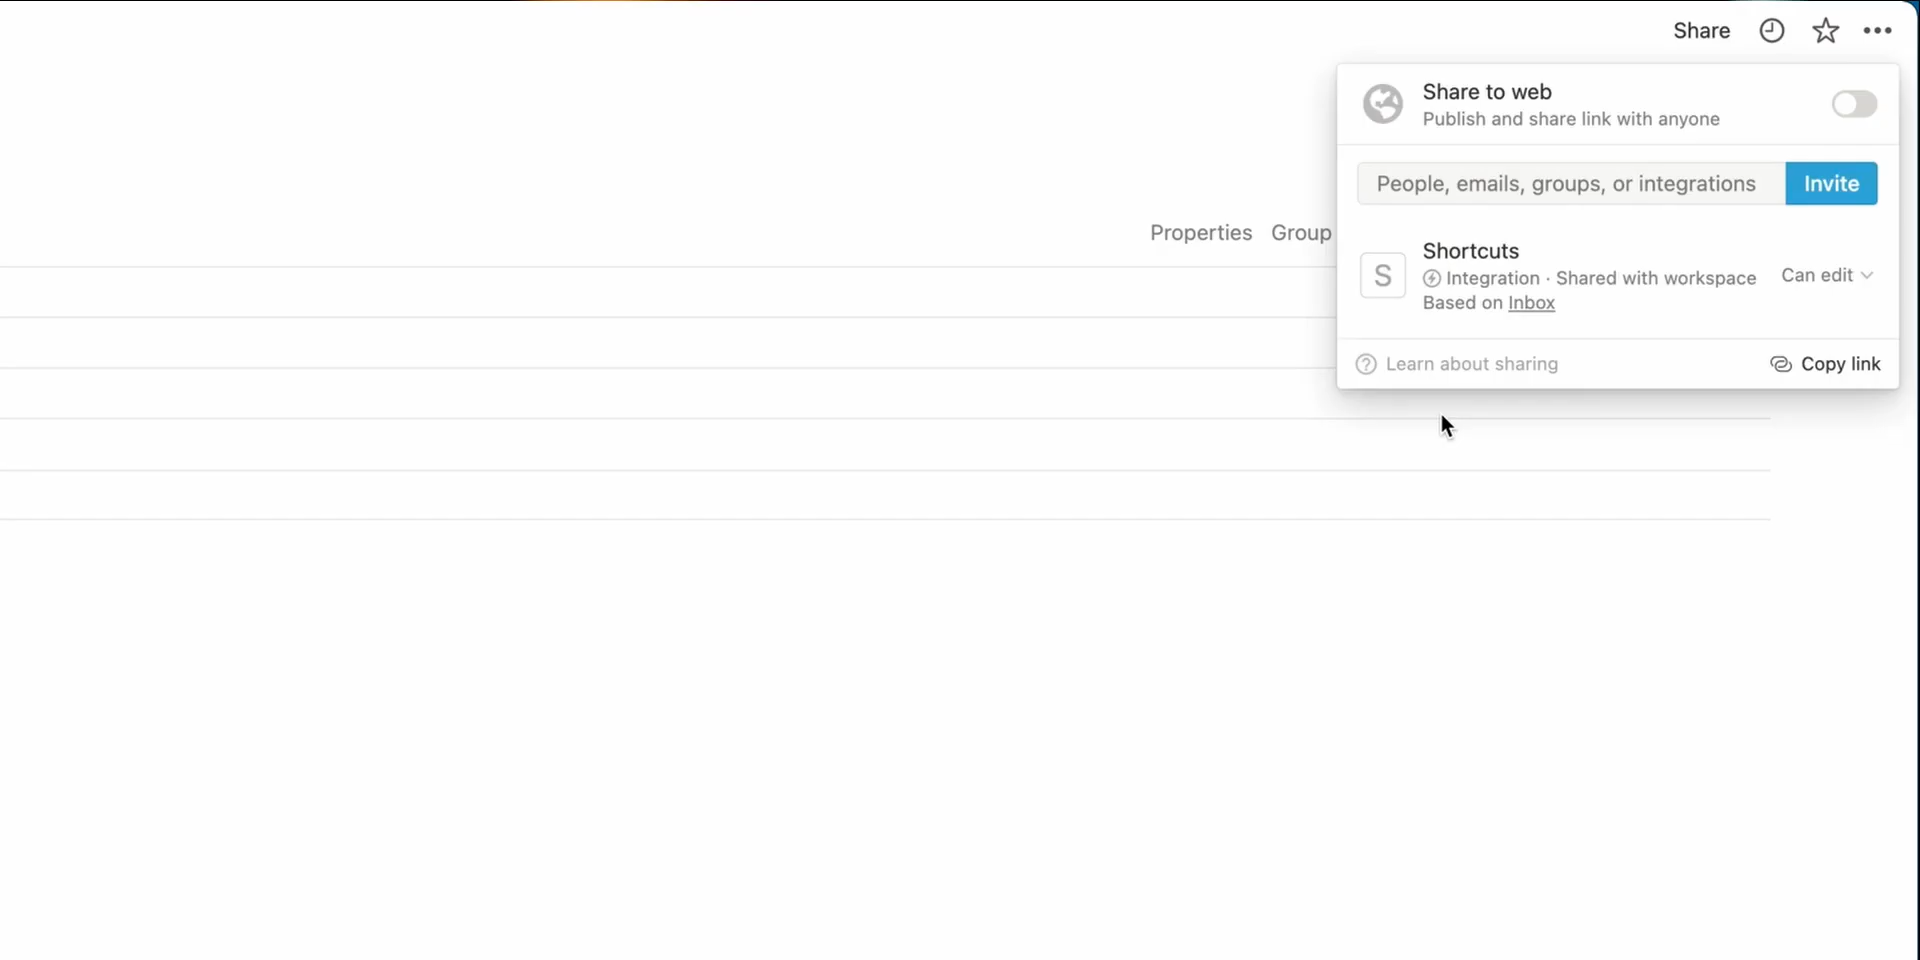 Share
Share to web
Publish and share link with anyone
People, emails, groups, or integrations
Invite
Properties Group
Shortcuts
Integration · Shared with workspace
Can edit
Based on Inbox
S
Learn about sharing
Copy link